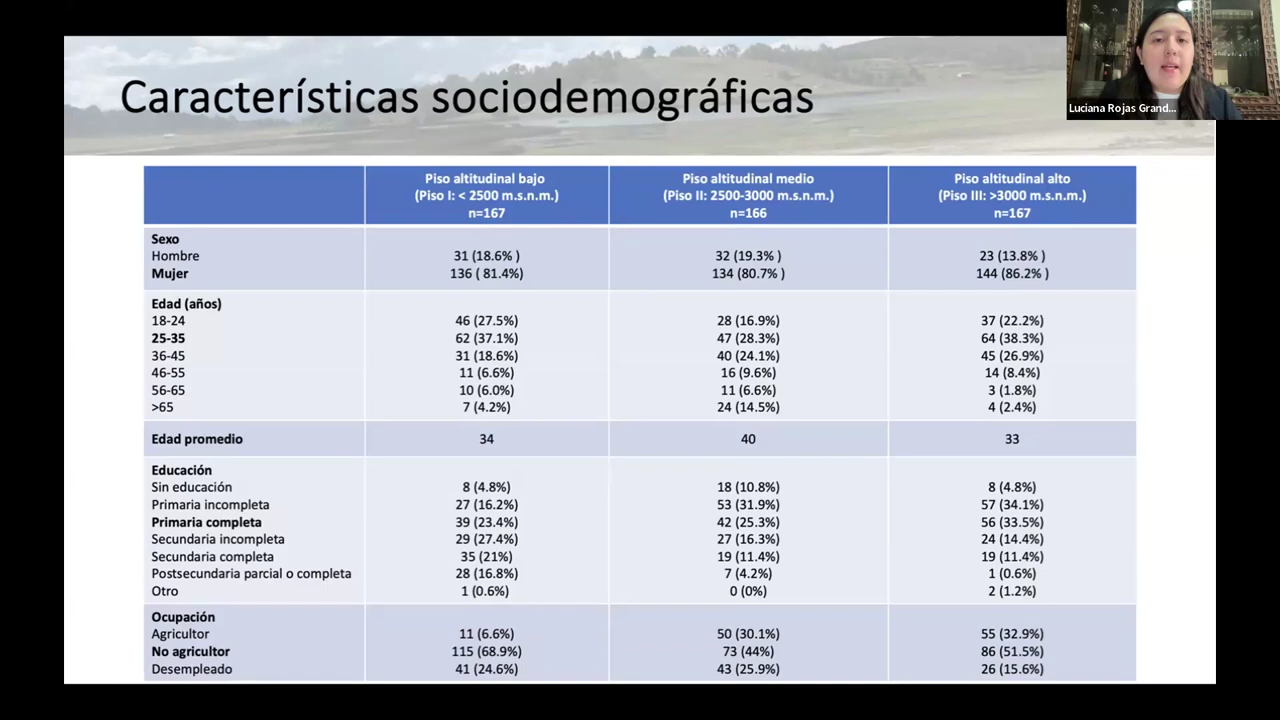 Características sociodemográficas
Luciana Rojas Grand...
Piso altitudinal bajo
(Piso I: < 2500 m.s.n.m.)
n=167
Piso altitudinal medio
(Piso II: 2500-3000 m.s.n.m.)
n=166
Piso altitudinal alto
(Piso III: >3000 m.s.n.m.)
n=167
Sexo
Hombre 31 (18.6% ) 32 (19.3% ) 23 (13.8% )
Mujer 136 ( 81.4%) 134 (80.7% ) 144 (86.2% )
Edad (años)
18-24 46 (27.5%) 28 (16.9%) 37 (22.2%)
25-35 62 (37.1%) 47 (28.3%) 64 (38.3%)
36-45 31 (18.6%) 40 (24.1%) 45 (26.9%)
46-55 11 (6.6%) 16 (9.6%) 14 (8.4%)
56-65 10 (6.0%) 11 (6.6%) 3 (1.8%)
>65 7 (4.2%) 24 (14.5%) 4 (2.4%)
Edad promedio 34 40 33
Educación
Sin educación 8 (4.8%) 18 (10.8%) 8 (4.8%)
Primaria incompleta 27 (16.2%) 53 (31.9%) 57 (34.1%)
Primaria completa 39 (23.4%) 42 (25.3%) 56 (33.5%)
Secundaria incompleta 29 (27.4%) 27 (16.3%) 24 (14.4%)
Secundaria completa 35 (21%) 19 (11.4%) 19 (11.4%)
Postsecundaria parcial o completa 28 (16.8%) 7 (4.2%) 1 (0.6%)
Otro 1 (0.6%) 0 (0%) 2 (1.2%)
Ocupación
Agricultor 11 (6.6%) 50 (30.1%) 55 (32.9%)
No agricultor 115 (68.9%) 73 (44%) 86 (51.5%)
Desempleado 41 (24.6%) 43 (25.9%) 26 (15.6%)